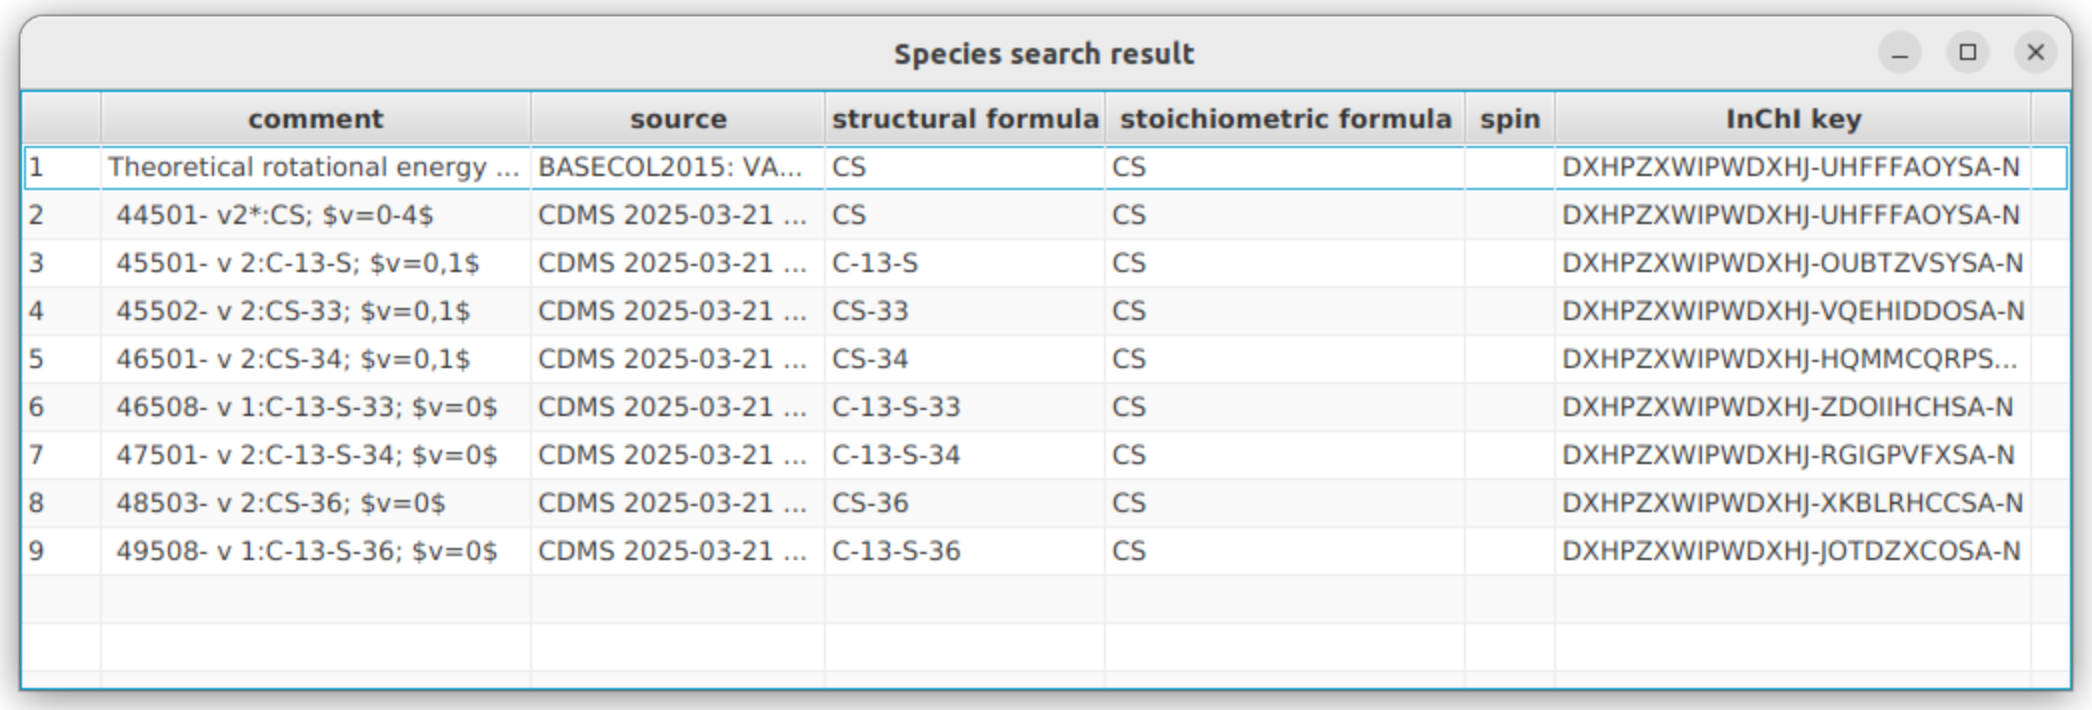 Species search result
comment source structural formula stoichiometric formula spin InChI key
1 Theoretical rotational energy ... BASECOL2015: VA... CS CS DXHPZXWIPWDXHJ-UHFFFAOYSA-N
2 44501- v2*:CS; $v=0-4$ CDMS 2025-03-21 ... CS CS DXHPZXWIPWDXHJ-UHFFFAOYSA-N
3 45501- v 2:C-13-S; $v=0,1$ CDMS 2025-03-21 ... C-13-S CS DXHPZXWIPWDXHJ-OUBTZVSYSA-N
4 45502- v 2:CS-33; $v=0,1$ CDMS 2025-03-21 ... CS-33 CS DXHPZXWIPWDXHJ-VQEHIDDOSA-N
5 46501- v 2:CS-34; $v=0,1$ CDMS 2025-03-21 ... CS-34 CS DXHPZXWIPWDXHJ-HQMMCQRPS...
6 46508- v 1:C-13-S-33; $v=0$ CDMS 2025-03-21 ... C-13-S-33 CS DXHPZXWIPWDXHJ-ZDOIIHCHSA-N
7 47501- v 2:C-13-S-34; $v=0$ CDMS 2025-03-21 ... C-13-S-34 CS DXHPZXWIPWDXHJ-RGIGPVFXSA-N
8 48503- v 2:CS-36; $v=0$ CDMS 2025-03-21 ... CS-36 CS DXHPZXWIPWDXHJ-XKBLRHCCSA-N
9 49508- v 1:C-13-S-36; $v=0$ CDMS 2025-03-21 ... C-13-S-36 CS DXHPZXWIPWDXHJ-JOTDZXCOSA-N